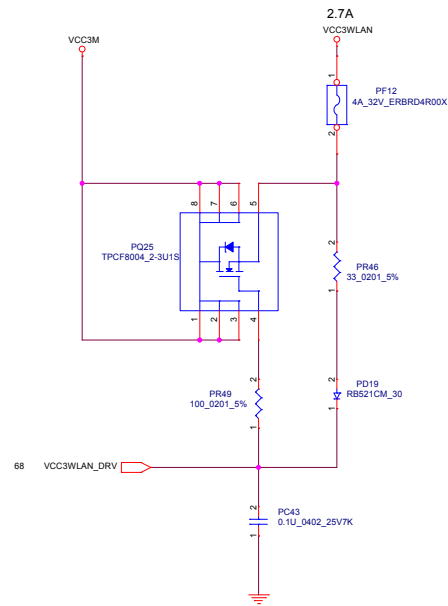 2.7A
VCC3M
VCC3WLAN
1
PF12
4A_32V_ERBRD4R00X
2
8
7
6
5
PQ25
TPCF8004_2-3U1S
2
PR46
33_0201_5%
1
1
2
3
4
2
PR49
100_0201_5%
1
2
PD19
RB521CM_30
1
68 VCC3WLAN_DRV
2
PC43
0.1U_0402_25V7K
1